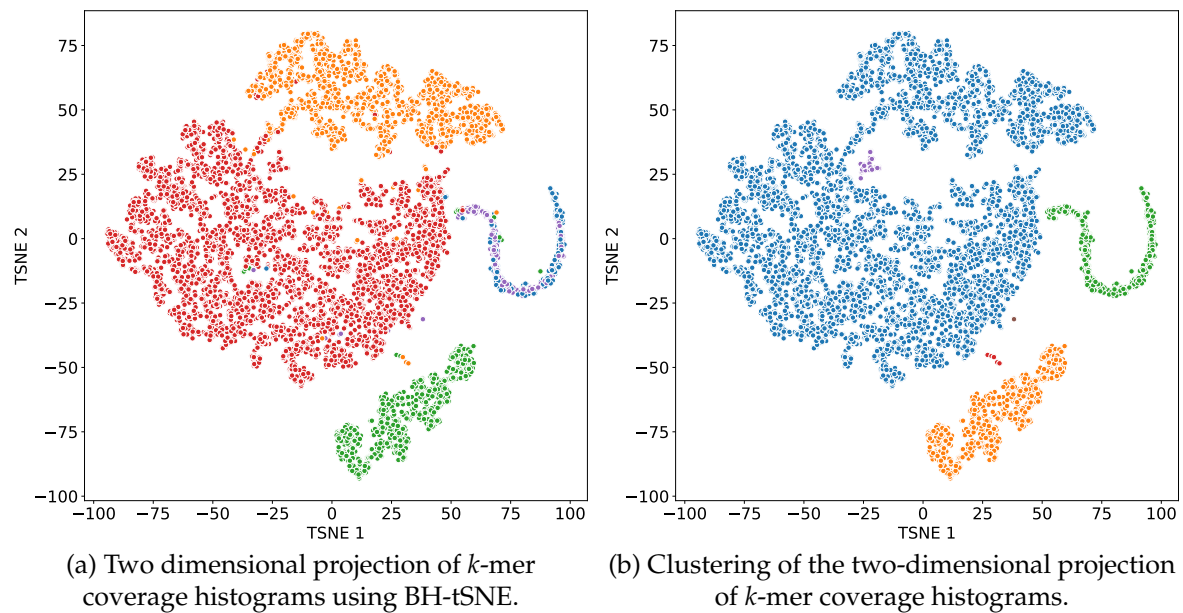 75
50
25
0
−25
−50
−75
−100
TSNE 2
−100 −75 −50 −25 0 25 50 75 100
TSNE 1
(a) Two dimensional projection of k-mer
coverage histograms using BH-tSNE.
75
50
25
0
−25
−50
−75
−100
TSNE 2
−100 −75 −50 −25 0 25 50 75 100
TSNE 1
(b) Clustering of the two-dimensional projection
of k-mer coverage histograms.